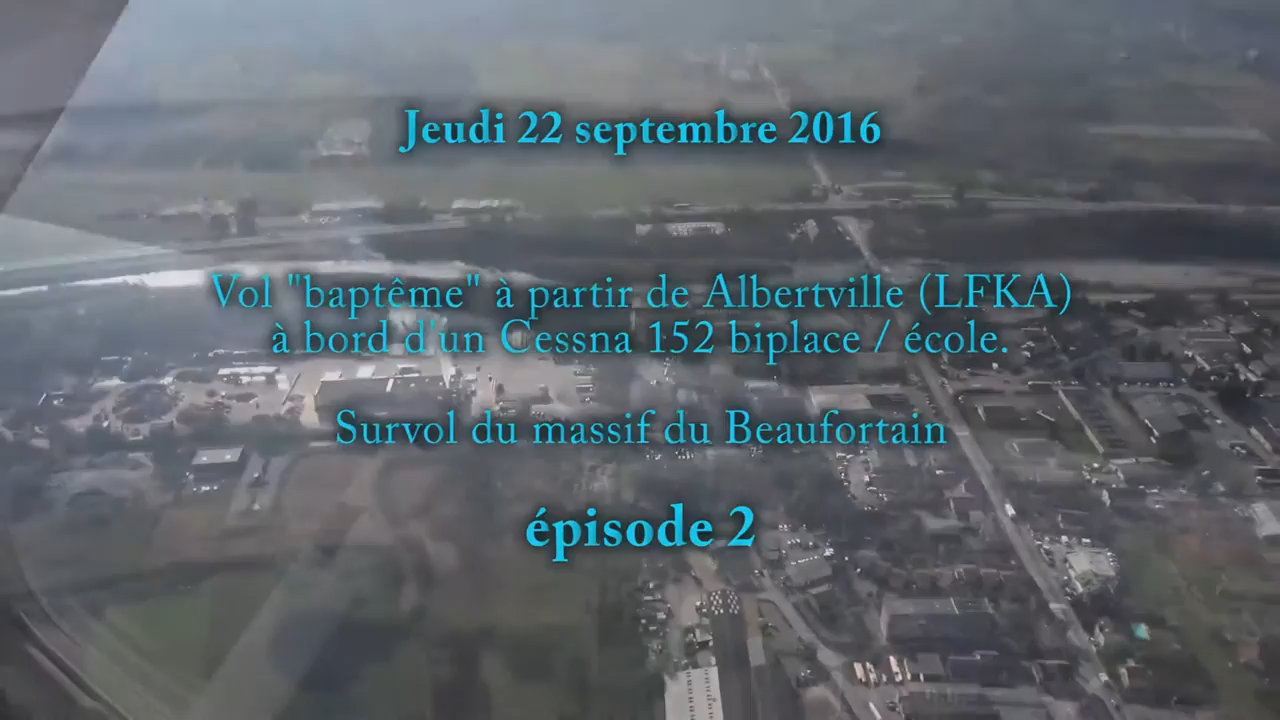 Jeudi 22 septembre 2016
Vol "baptême" à partir de Albertville (LFKA)
à bord d'un Cessna 152 biplace / école.
Survol du massif du Beaufortain
épisode 2